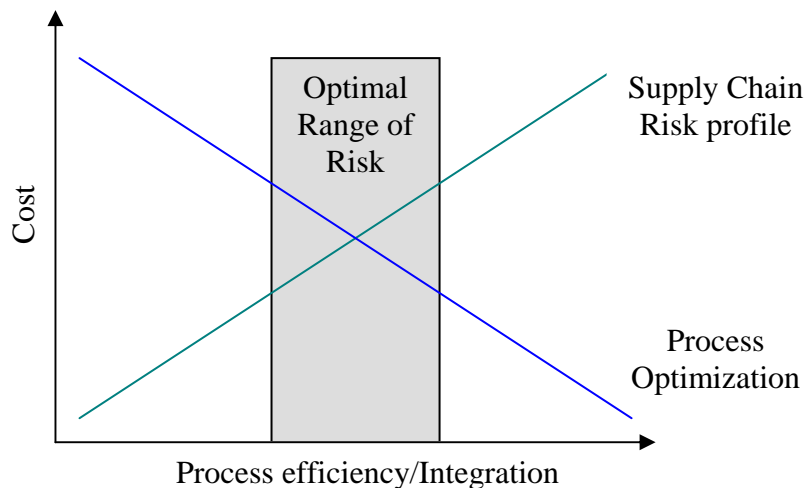 Optimal
Range of
Risk
Supply Chain
Risk profile
Cost
Process
Optimization
Process efficiency/Integration